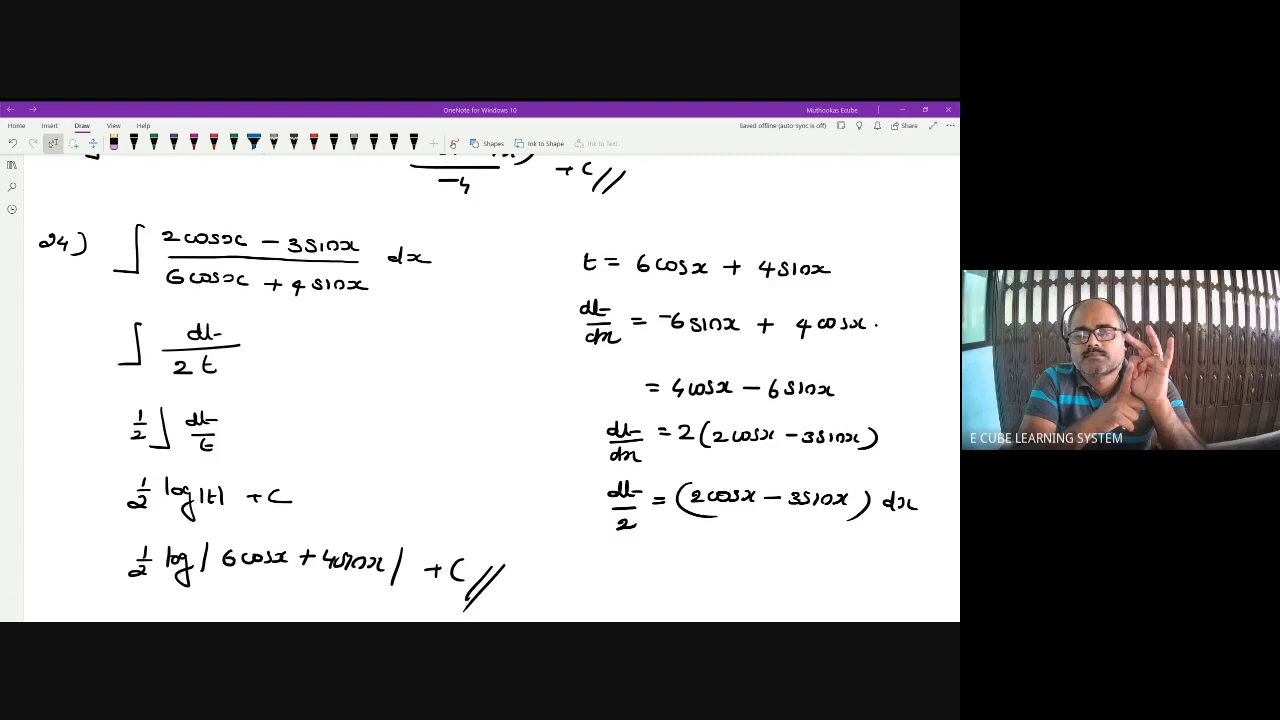 OneNote for Windows 10
Muthookas Ecube
Home Insert Draw View Help
Saved offline (auto-sync is off) Share
Shapes Ink to Shape Ink to Text
-4 + C //
24) ∫ (2cosx - 3sinx)/(6cosx + 4sinx) dx
∫ dt/(2t)
1/2 ∫ dt/t
1/2 log|t| + C
1/2 log|6cosx + 4sinx| + C //
t = 6cosx + 4sinx
dt/dx = -6sinx + 4cosx.
= 4cosx - 6sinx
dt/dx = 2(2cosx - 3sinx)
dt/2 = (2cosx - 3sinx) dx
E CUBE LEARNING SYSTEM